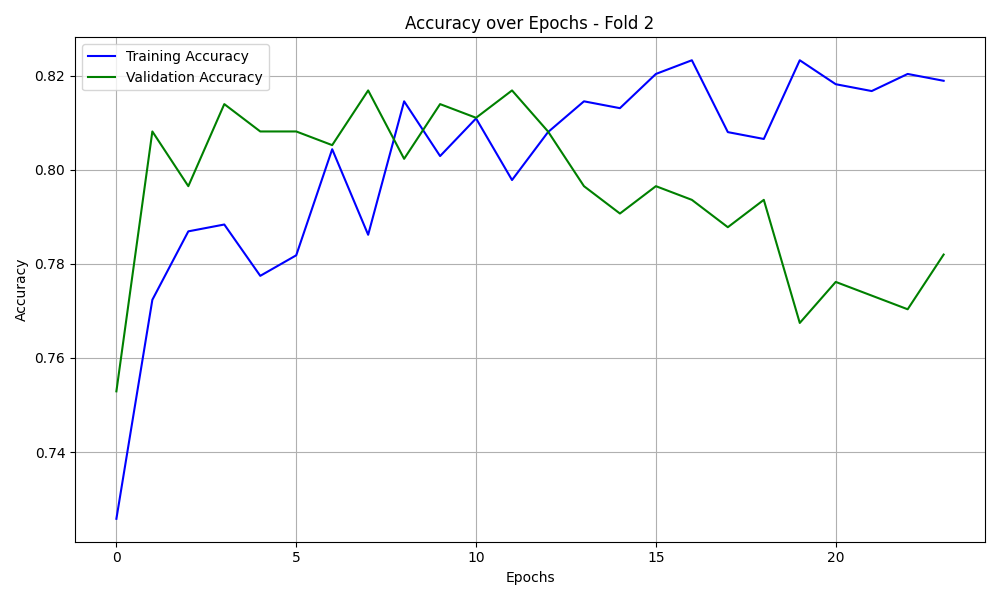 Accuracy over Epochs - Fold 2
Training Accuracy
Validation Accuracy
0.82
0.80
0.78
0.76
0.74
Accuracy
0 5 10 15 20
Epochs